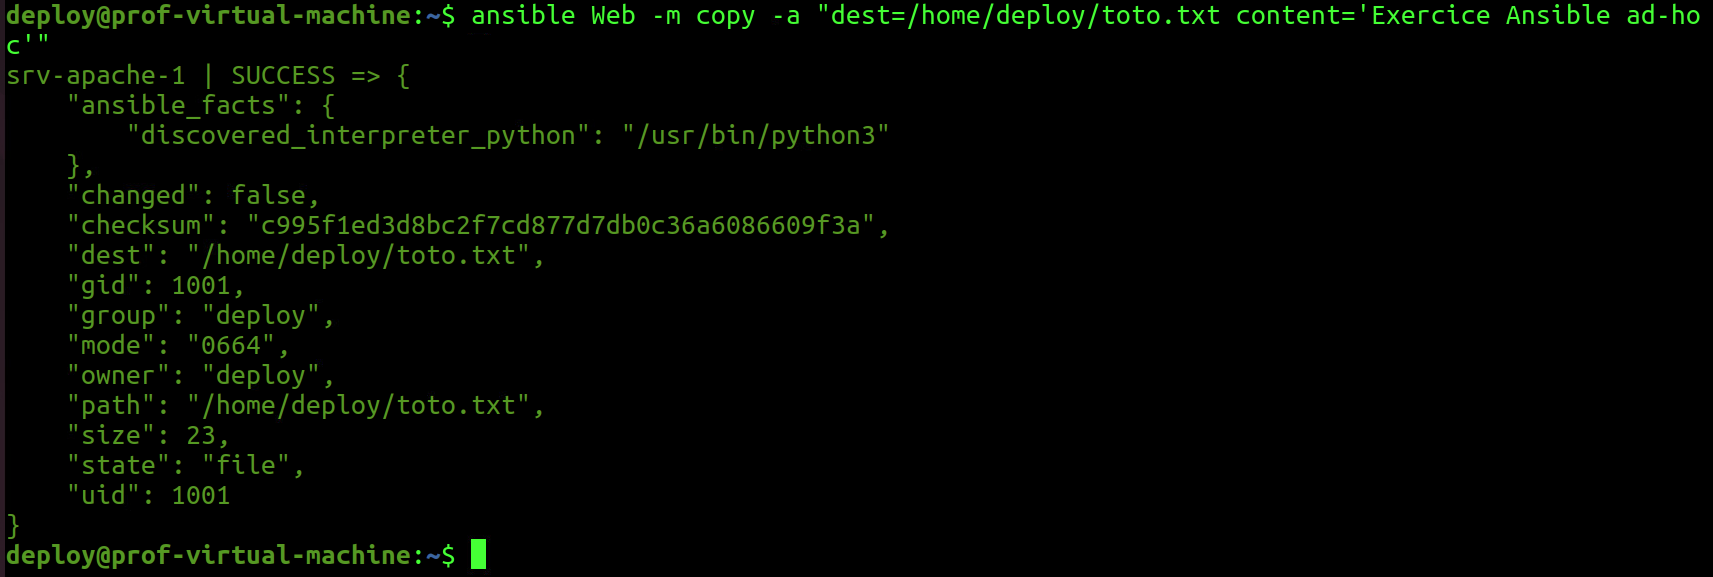 deploy@prof-virtual-machine:~$ ansible Web -m copy -a "dest=/home/deploy/toto.txt content='Exercice Ansible ad-ho
c'"
srv-apache-1 | SUCCESS => {
    "ansible_facts": {
        "discovered_interpreter_python": "/usr/bin/python3"
    },
    "changed": false,
    "checksum": "c995f1ed3d8bc2f7cd877d7db0c36a6086609f3a",
    "dest": "/home/deploy/toto.txt",
    "gid": 1001,
    "group": "deploy",
    "mode": "0664",
    "owner": "deploy",
    "path": "/home/deploy/toto.txt",
    "size": 23,
    "state": "file",
    "uid": 1001
}
deploy@prof-virtual-machine:~$